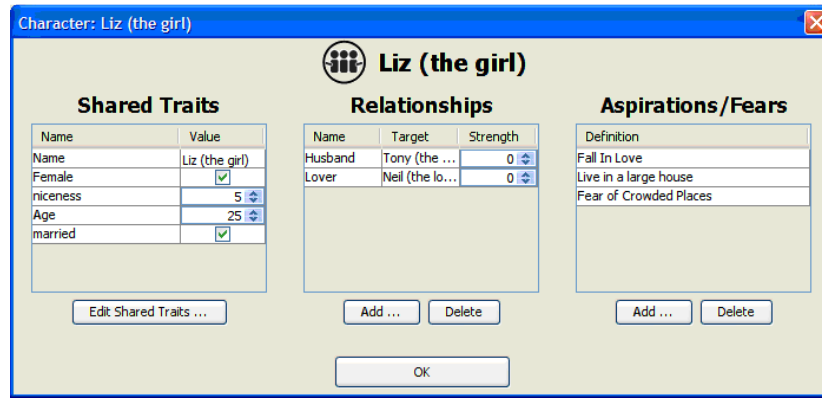 Character: Liz (the girl)
Liz (the girl)
Shared Traits
Name Value
Name Liz (the girl)
Female
niceness 5
Age 25
married
Edit Shared Traits ...
Relationships
Name Target Strength
Husband Tony (the ... 0
Lover Neil (the lo... 0
Add ... Delete
Aspirations/Fears
Definition
Fall In Love
Live in a large house
Fear of Crowded Places
Add ... Delete
OK